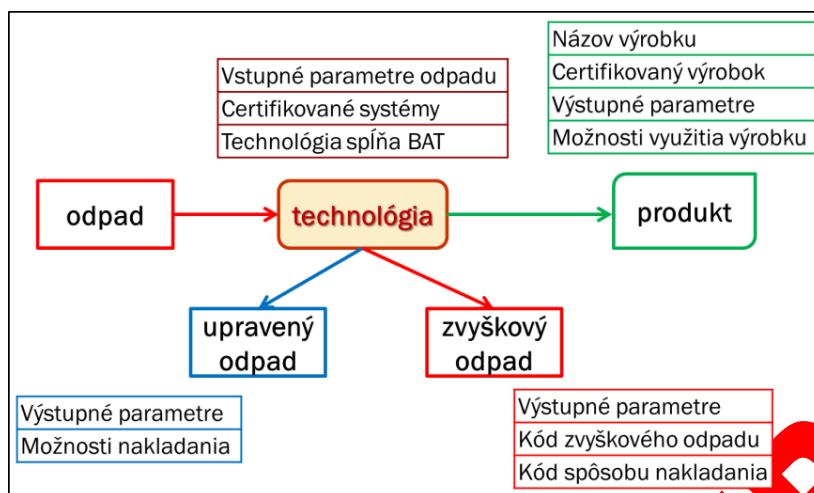 Názov výrobku
Certifikovaný výrobok
Výstupné parametre
Možnosti využitia výrobku
Vstupné parametre odpadu
Certifikované systémy
Technológia spĺňa BAT
odpad
technológia
produkt
upravený
odpad
zvyškový
odpad
Výstupné parametre
Možnosti nakladania
Výstupné parametre
Kód zvyškového odpadu
Kód spôsobu nakladania